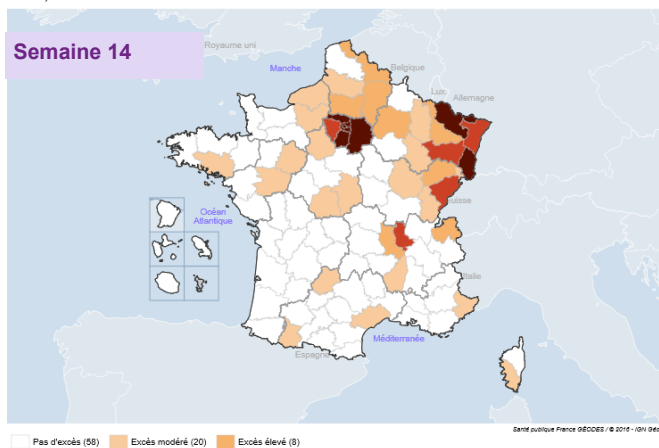 Semaine 14
Royaume uni
Manche
Belgique
Lux.
Allemagne
Suisse
Océan
Atlantique
Italie
Méditerranée
Espagne
Santé publique France GÉODES / © 2016 - IGN Géo
Pas d'excès (58) Excès modéré (20) Excès élevé (8)